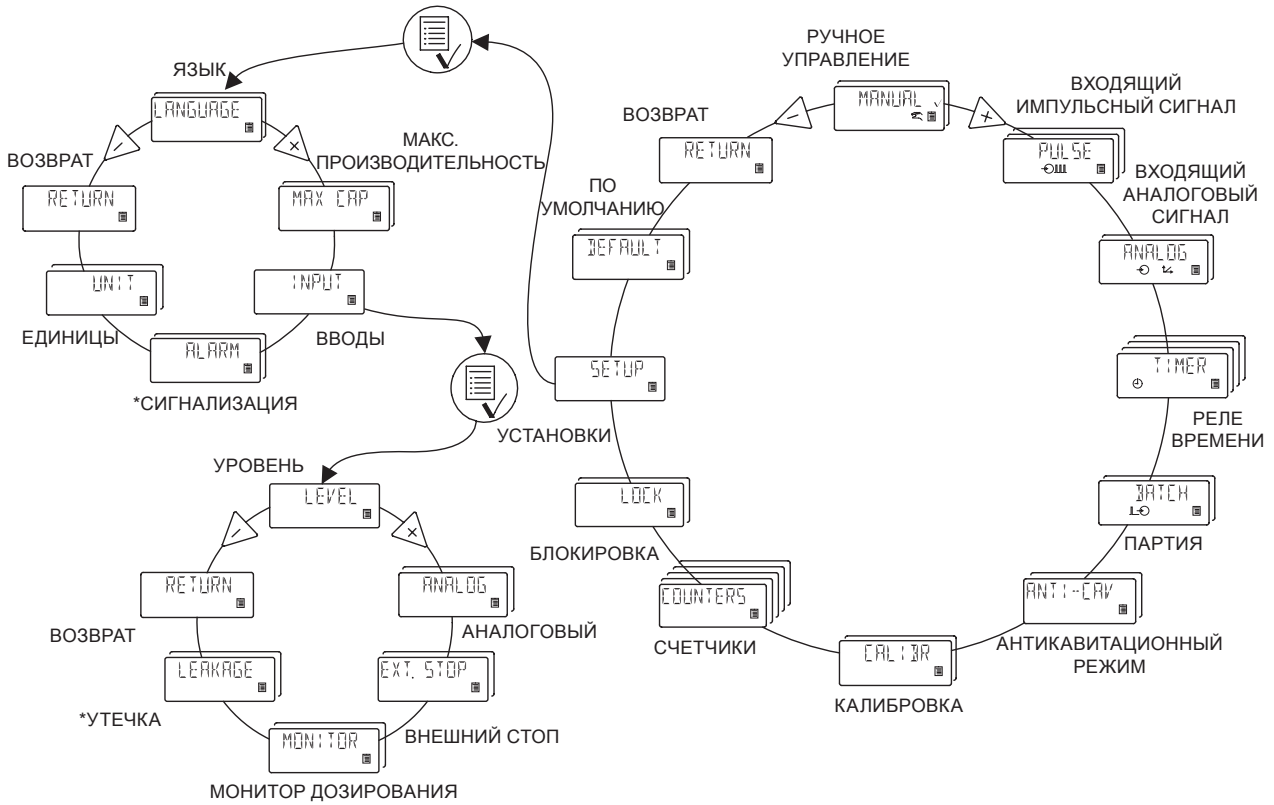 ЯЗЫК
LANGUAGE
МАКС.
ПРОИЗВОДИТЕЛЬНОСТЬ
MAX CAP
INPUT
ВВОДЫ
ALARM
*СИГНАЛИЗАЦИЯ
UNIT
ЕДИНИЦЫ
ВОЗВРАТ
RETURN
УРОВЕНЬ
LEVEL
ANALOG
АНАЛОГОВЫЙ
EXT. STOP
ВНЕШНИЙ СТОП
MONITOR
МОНИТОР ДОЗИРОВАНИЯ
LEAKAGE
*УТЕЧКА
RETURN
ВОЗВРАТ
РУЧНОЕ
УПРАВЛЕНИЕ
MANUAL
ВХОДЯЩИЙ
ИМПУЛЬСНЫЙ СИГНАЛ
PULSE
ВХОДЯЩИЙ
АНАЛОГОВЫЙ
СИГНАЛ
ANALOG
TIMER
РЕЛЕ
ВРЕМЕНИ
BATCH
ПАРТИЯ
ANTI-CAV
АНТИКАВИТАЦИОННЫЙ
РЕЖИМ
CALIBR
КАЛИБРОВКА
COUNTERS
СЧЕТЧИКИ
LOCK
БЛОКИРОВКА
SETUP
УСТАНОВКИ
ПО
УМОЛЧАНИЮ
DEFAULT
ВОЗВРАТ
RETURN